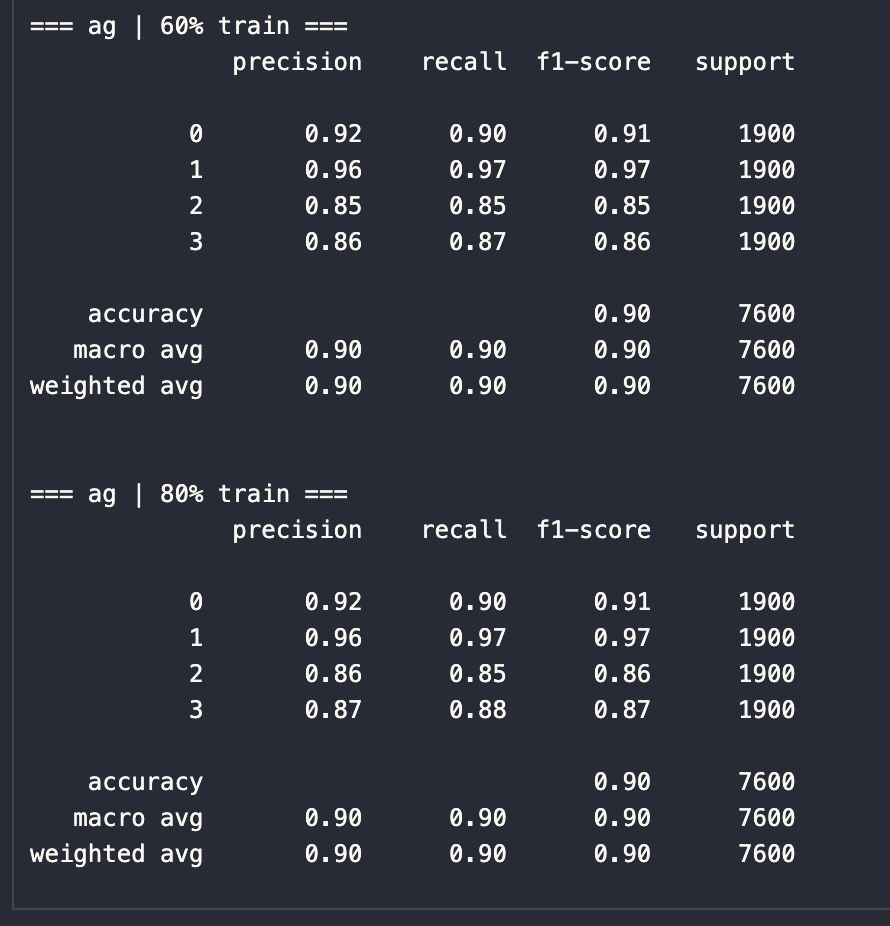 === ag | 60% train ===
              precision    recall  f1-score   support

           0       0.92      0.90      0.91      1900
           1       0.96      0.97      0.97      1900
           2       0.85      0.85      0.85      1900
           3       0.86      0.87      0.86      1900

    accuracy                           0.90      7600
   macro avg       0.90      0.90      0.90      7600
weighted avg       0.90      0.90      0.90      7600

=== ag | 80% train ===
              precision    recall  f1-score   support

           0       0.92      0.90      0.91      1900
           1       0.96      0.97      0.97      1900
           2       0.86      0.85      0.86      1900
           3       0.87      0.88      0.87      1900

    accuracy                           0.90      7600
   macro avg       0.90      0.90      0.90      7600
weighted avg       0.90      0.90      0.90      7600